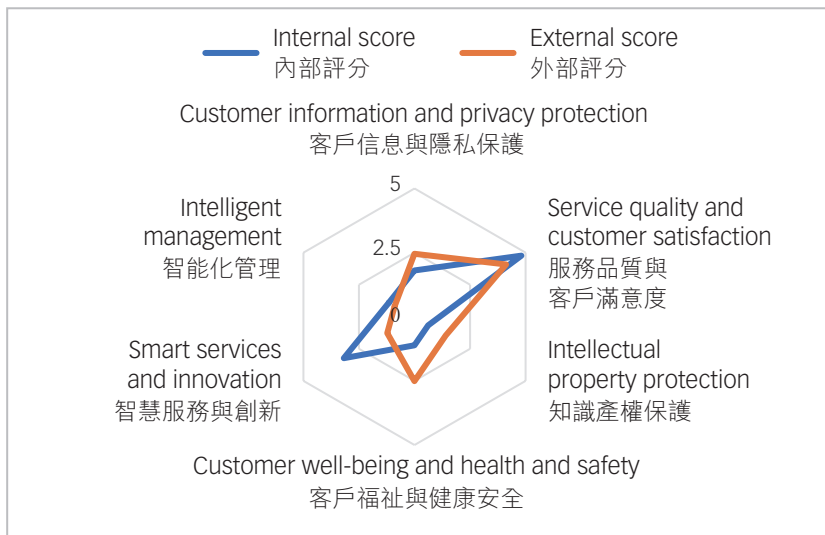 Internal score
內部評分
External score
外部評分
Customer information and privacy protection
客戶信息與隱私保護
5
2.5
0
Intelligent
management
智能化管理
Service quality and
customer satisfaction
服務品質與
客戶滿意度
Smart services
and innovation
智慧服務與創新
Intellectual
property protection
知識產權保護
Customer well-being and health and safety
客戶福祉與健康安全